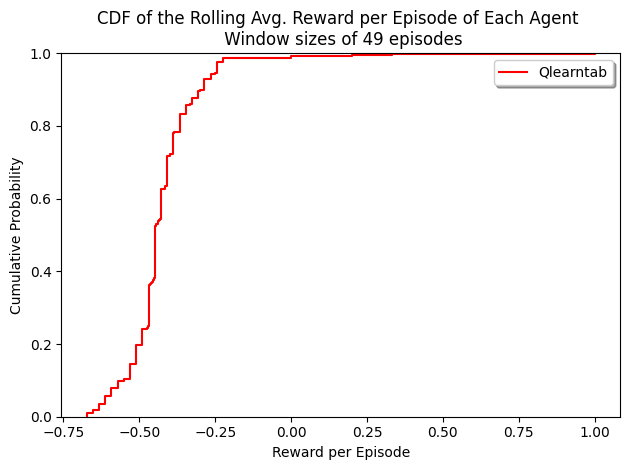 CDF of the Rolling Avg. Reward per Episode of Each Agent
Window sizes of 49 episodes
Qlearntab
Cumulative Probability
1.0
0.8
0.6
0.4
0.2
0.0
−0.75 −0.50 −0.25 0.00 0.25 0.50 0.75 1.00
Reward per Episode